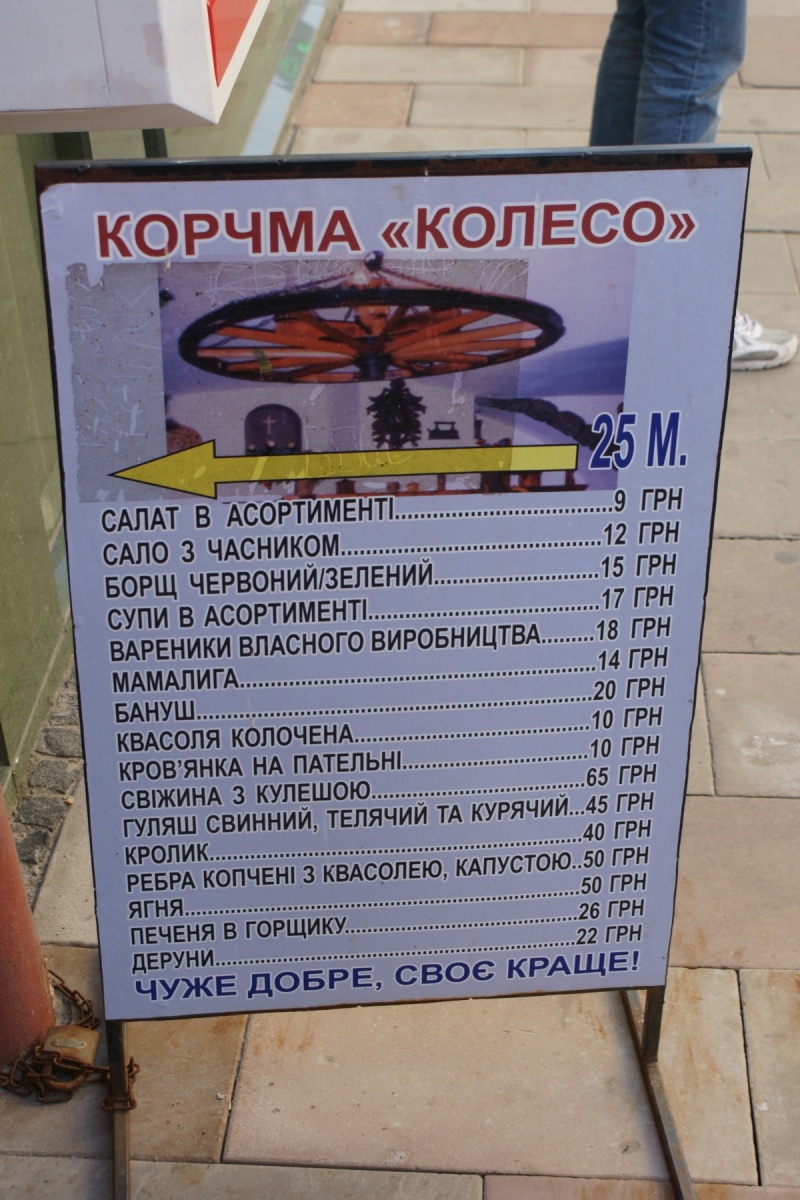 КОРЧМА «КОЛЕСО»
25 М.
САЛАТ В АСОРТИМЕНТІ..................................9 ГРН
САЛО З ЧАСНИКОМ........................................12 ГРН
БОРЩ ЧЕРВОНИЙ/ЗЕЛЕНИЙ.........................15 ГРН
СУПИ В АСОРТИМЕНТІ...................................17 ГРН
ВАРЕНИКИ ВЛАСНОГО ВИРОБНИЦТВА.........18 ГРН
МАМАЛИГА......................................................14 ГРН
БАНУШ............................................................20 ГРН
КВАСОЛЯ КОЛОЧЕНА....................................10 ГРН
КРОВ’ЯНКА НА ПАТЕЛЬНІ............................10 ГРН
СВІЖИНА З КУЛЕШОЮ..................................65 ГРН
ГУЛЯШ СВИННИЙ, ТЕЛЯЧИЙ ТА КУРЯЧИЙ...45 ГРН
КРОЛИК..........................................................40 ГРН
РЕБРА КОПЧЕНІ З КВАСОЛЕЮ, КАПУСТОЮ..50 ГРН
ЯГНЯ...............................................................50 ГРН
ПЕЧЕНЯ В ГОРЩИКУ.....................................26 ГРН
ДЕРУНИ..........................................................22 ГРН
ЧУЖЕ ДОБРЕ, СВОЄ КРАЩЕ!